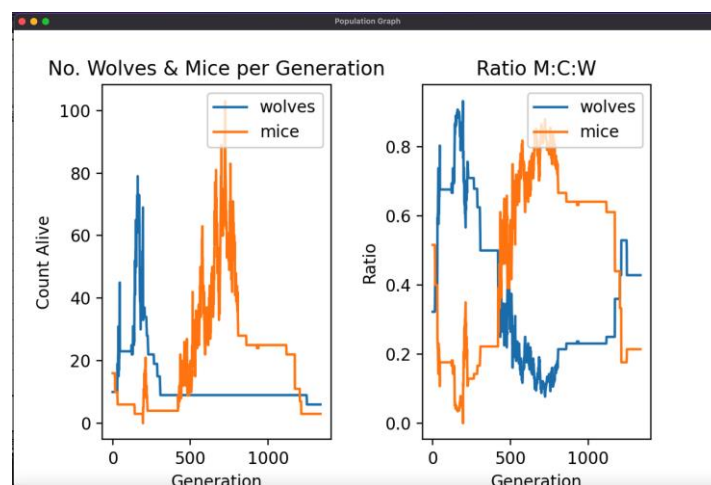 Population Graph
No. Wolves & Mice per Generation
wolves
mice
100
80
60
40
20
0
Count Alive
0
500
1000
Generation
Ratio M:C:W
wolves
mice
0.8
0.6
0.4
0.2
0.0
Ratio
0
500
1000
Generation